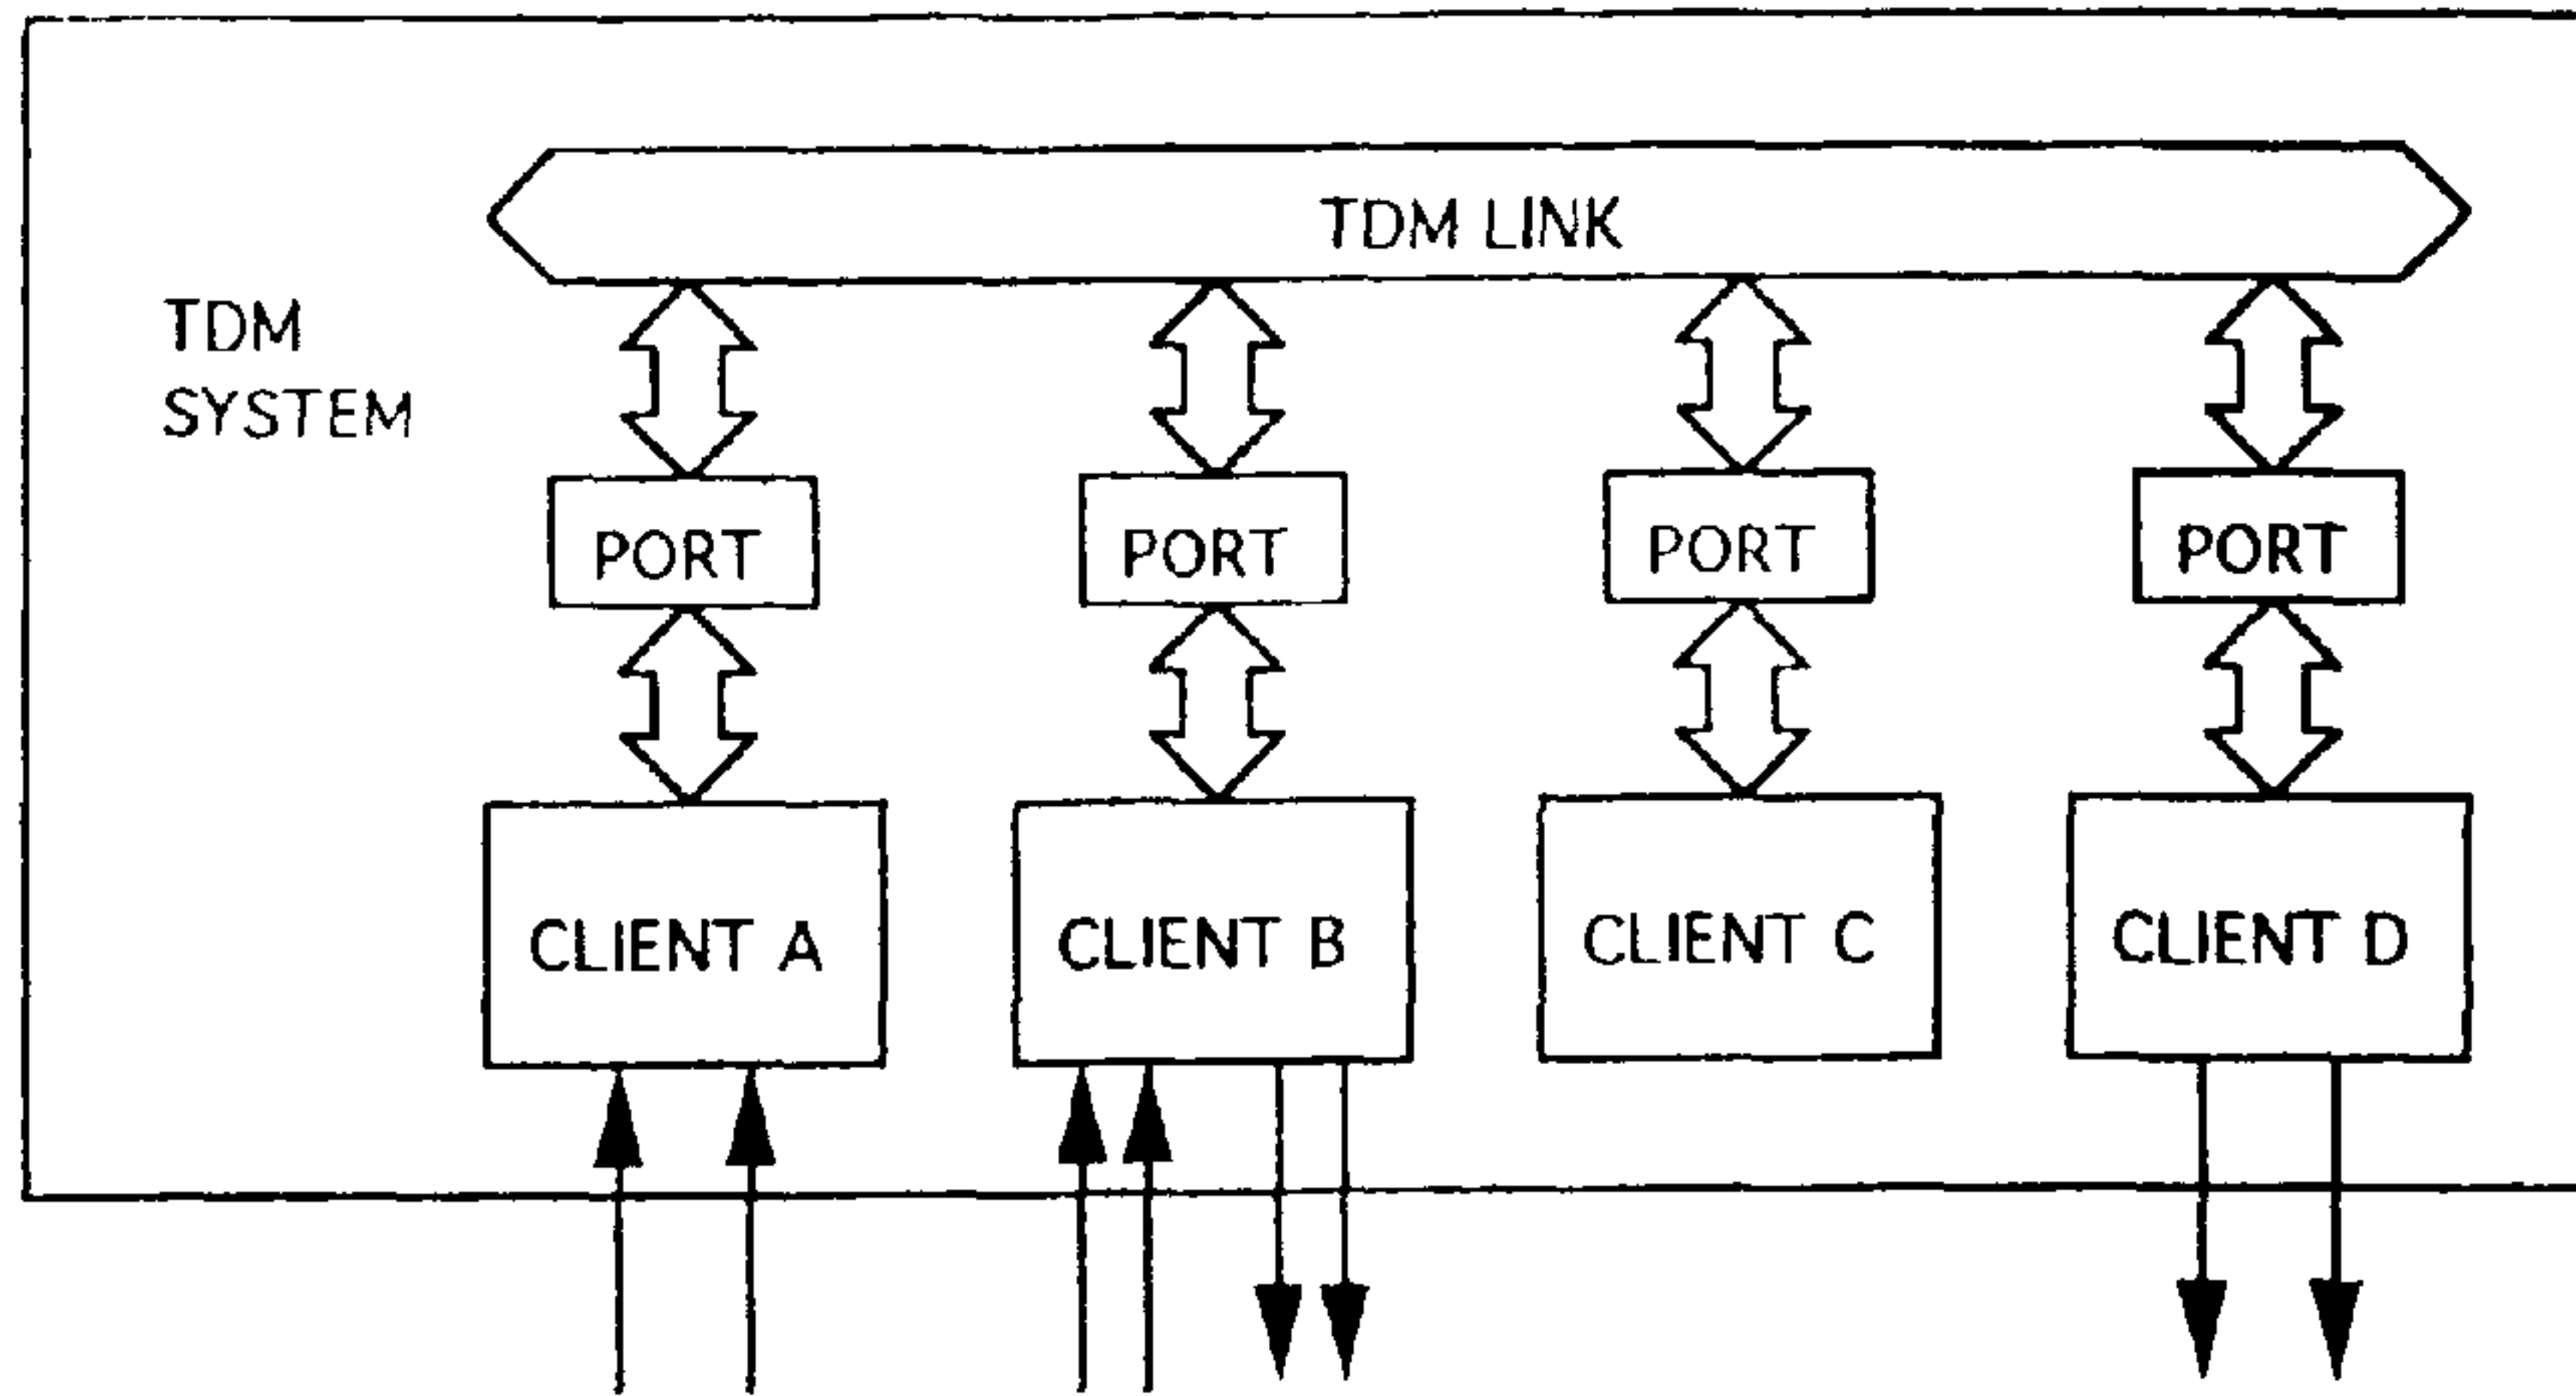 TDM LINK
TDM
SYSTEM
PORT
PORT
PORT
PORT
CLIENT A
CLIENT B
CLIENT C
CLIENT D